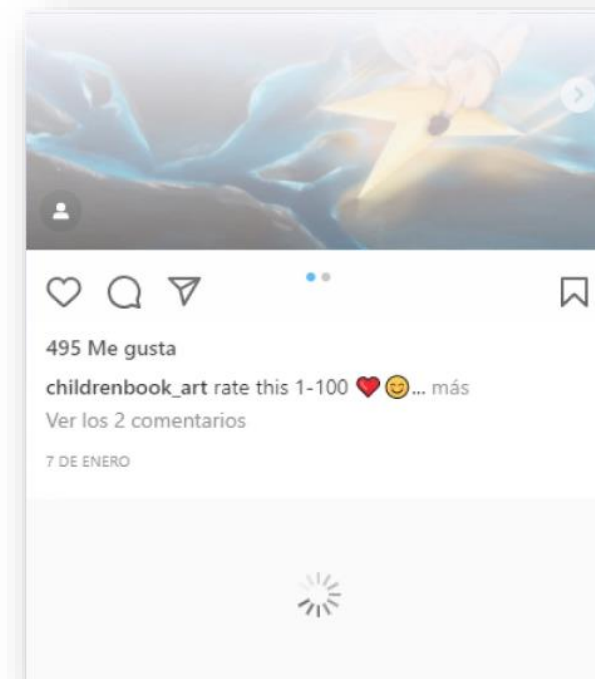 495 Me gusta
childrenbook_art rate this 1-100 ❤️😊... más
Ver los 2 comentarios
7 DE ENERO